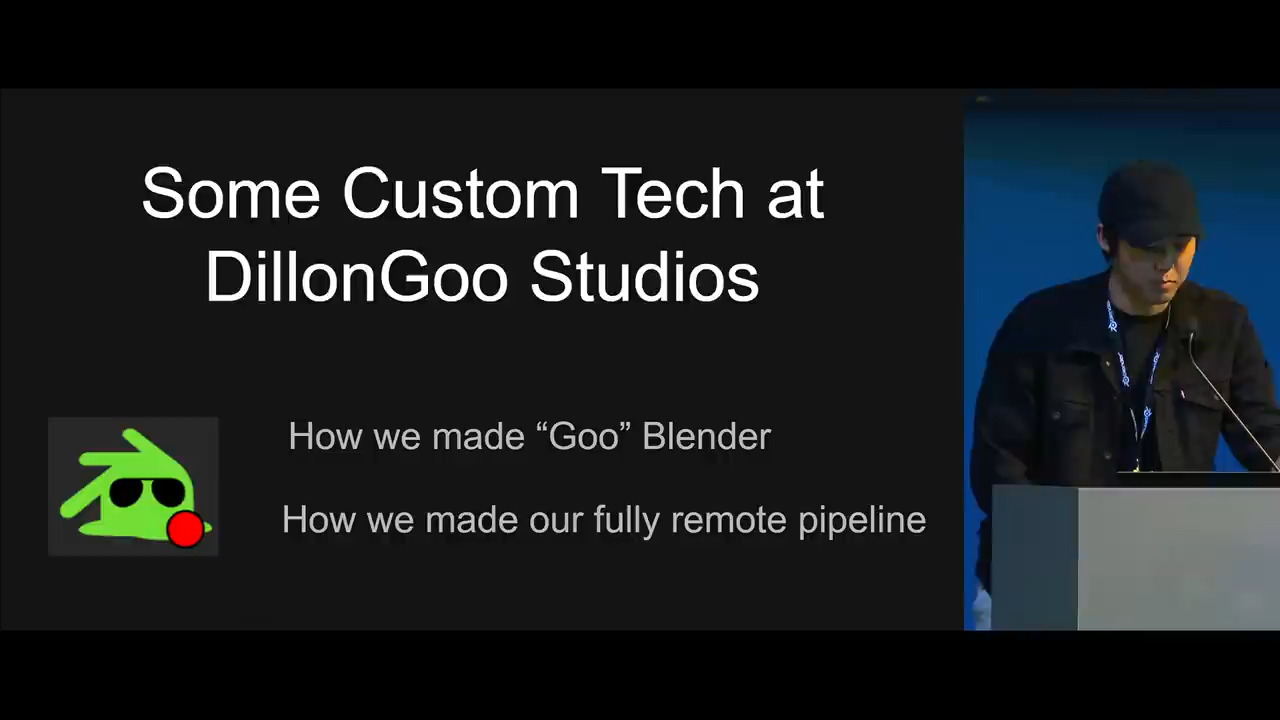 Some Custom Tech at
DillonGoo Studios
How we made “Goo” Blender
How we made our fully remote pipeline